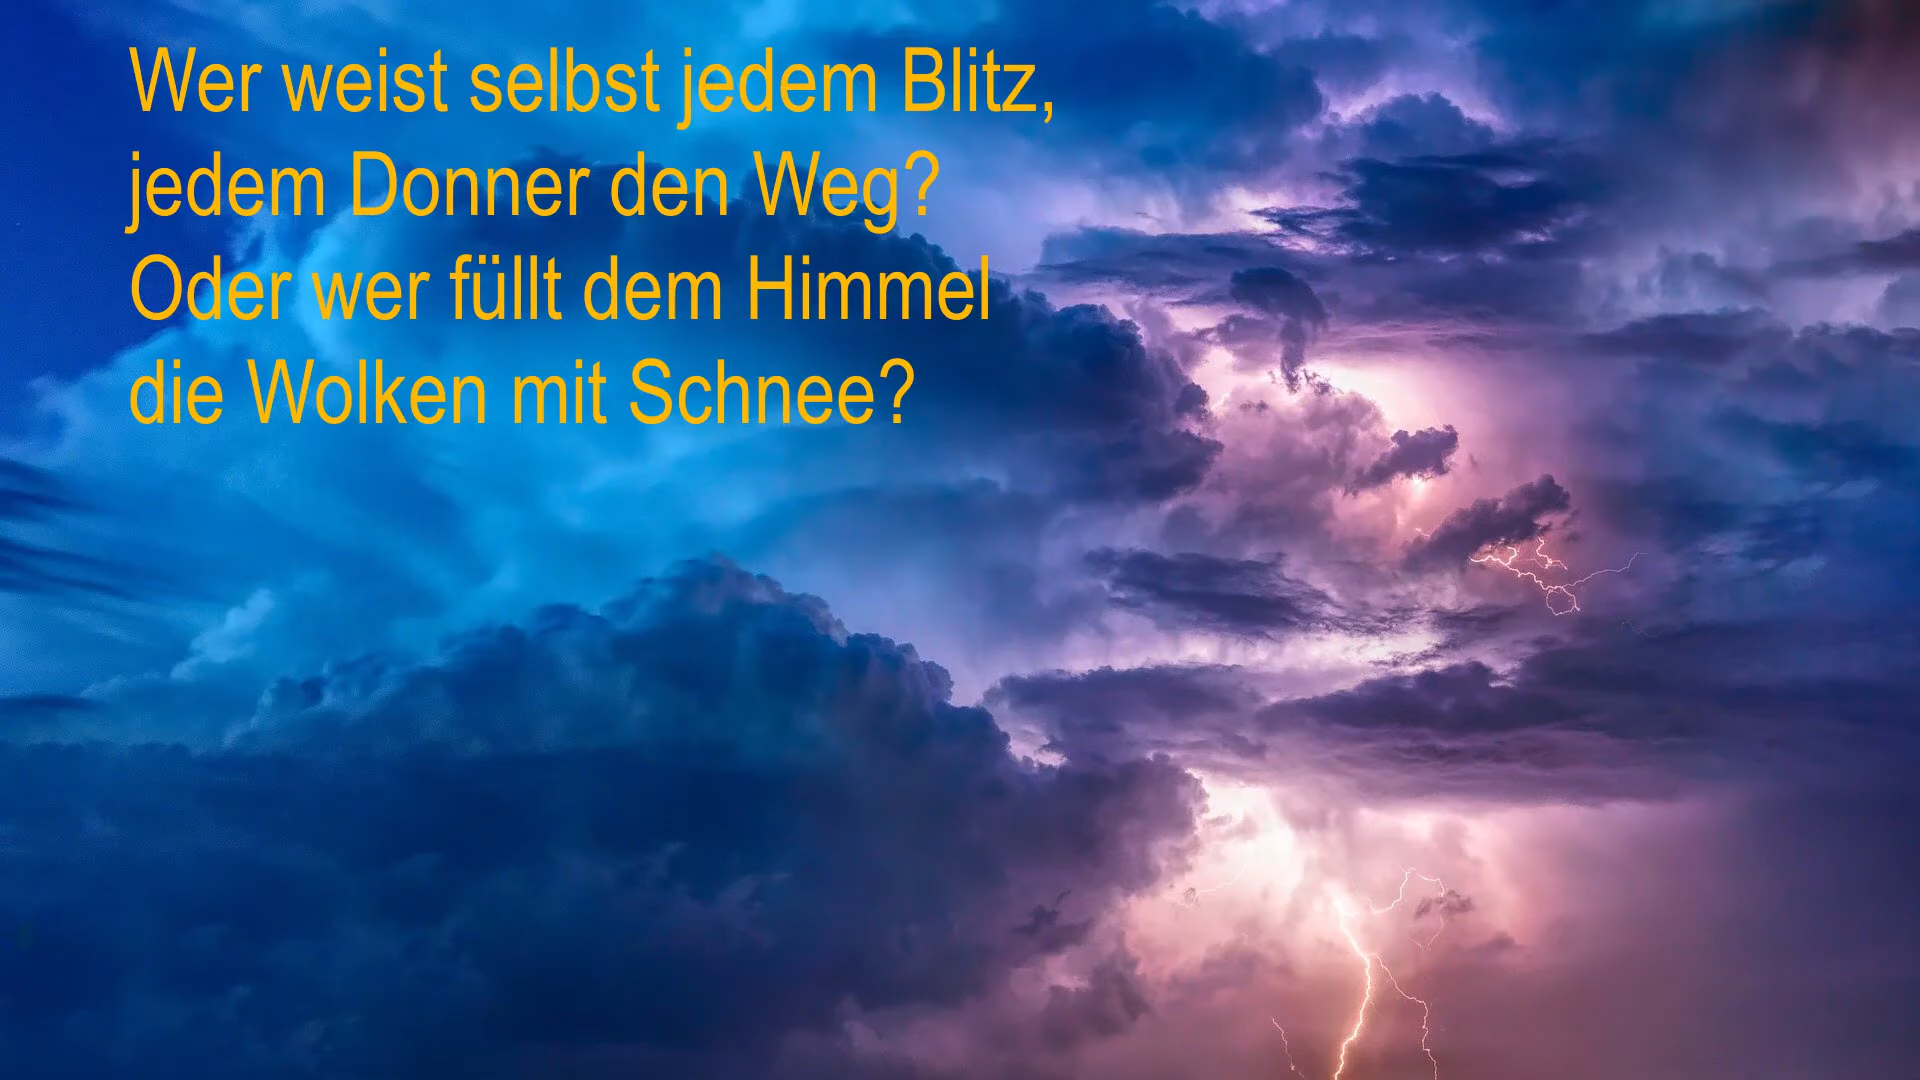 Wer weist selbst jedem Blitz,
jedem Donner den Weg?
Oder wer füllt dem Himmel
die Wolken mit Schnee?